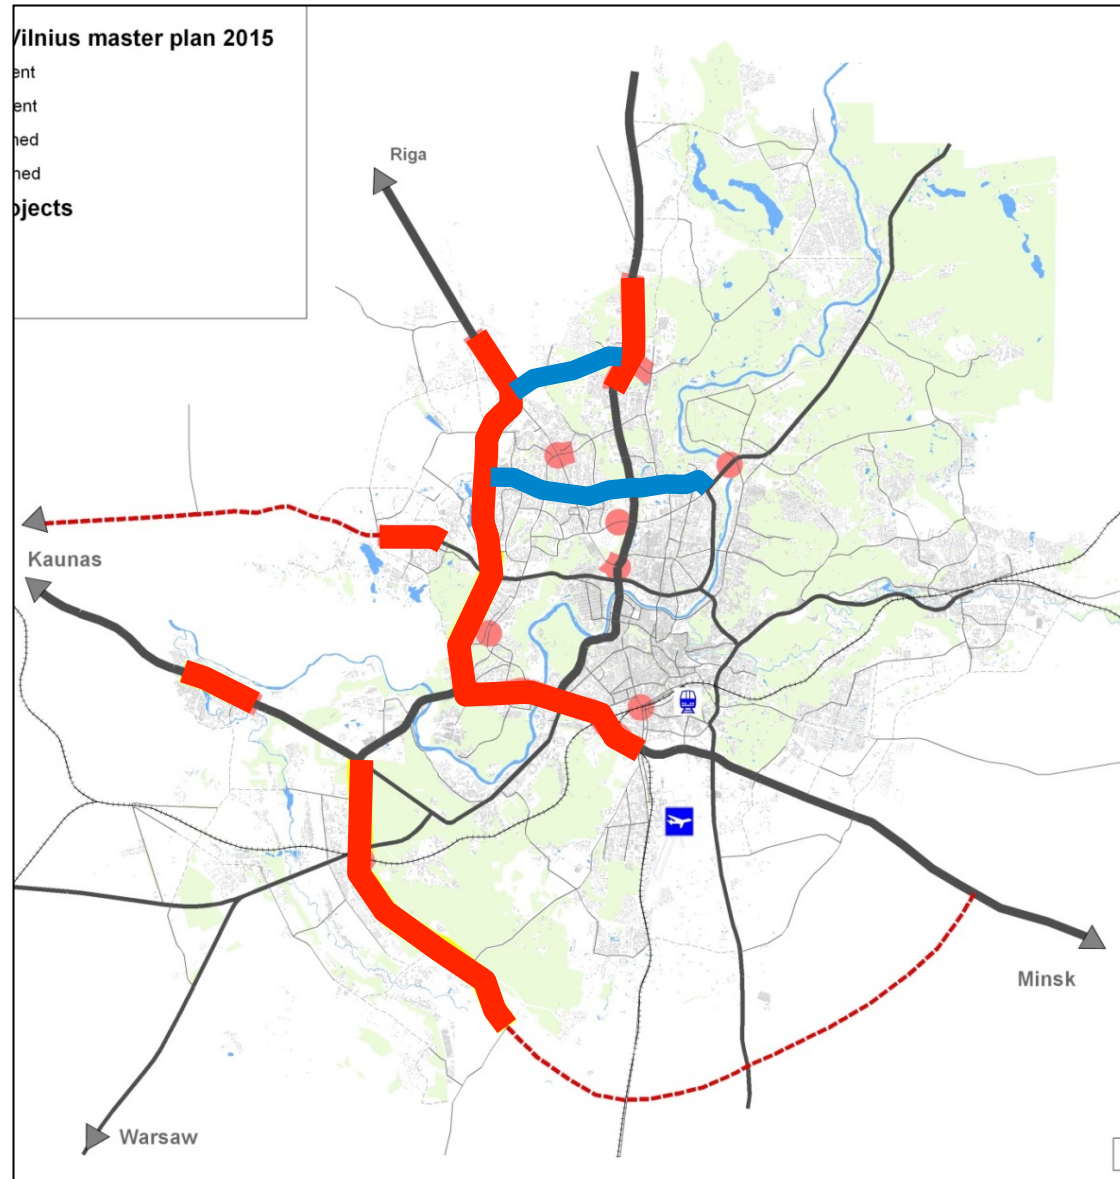 Vilnius master plan 2015
ent
ent
ned
ned
ojects
Riga
Kaunas
Minsk
Warsaw